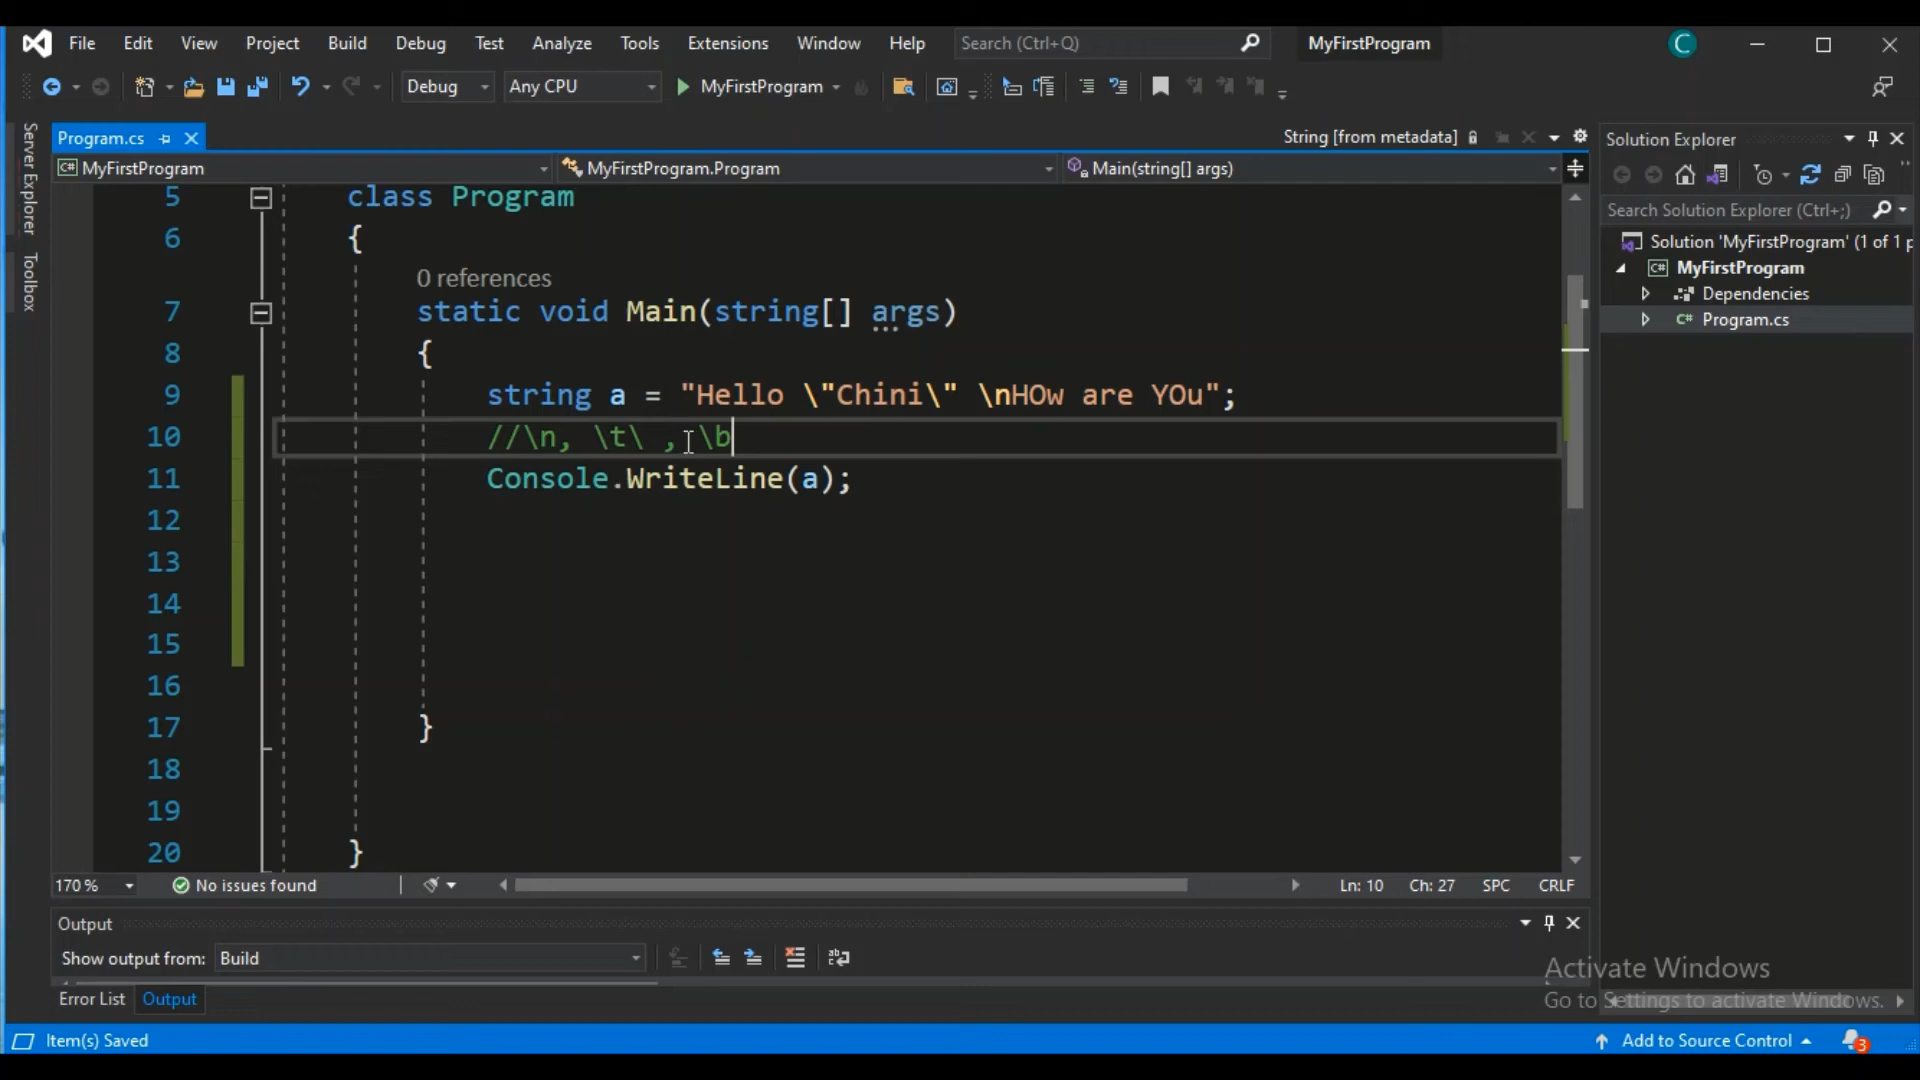 File Edit View Project Build Debug Test Analyze Tools Extensions Window Help Search (Ctrl+Q) MyFirstProgram C
Debug Any CPU MyFirstProgram
Program.cs String [from metadata] Solution Explorer
MyFirstProgram MyFirstProgram.Program Main(string[] args)
Search Solution Explorer (Ctrl+;)
Solution 'MyFirstProgram' (1 of 1 p
C# MyFirstProgram
Dependencies
C# Program.cs
Server Explorer
Toolbox
5 class Program
6 {
0 references
7 static void Main(string[] args)
8 {
9 string a = "Hello \"Chini\" \nHOw are YOu";
10 //\n, \t\ , \b
11 Console.WriteLine(a);
12
13
14
15
16
17 }
18
19
20 }
170 % No issues found Ln: 10 Ch: 27 SPC CRLF
Output
Show output from: Build
Error List Output
Activate Windows
Go to Settings to activate Windows.
Item(s) Saved Add to Source Control 3